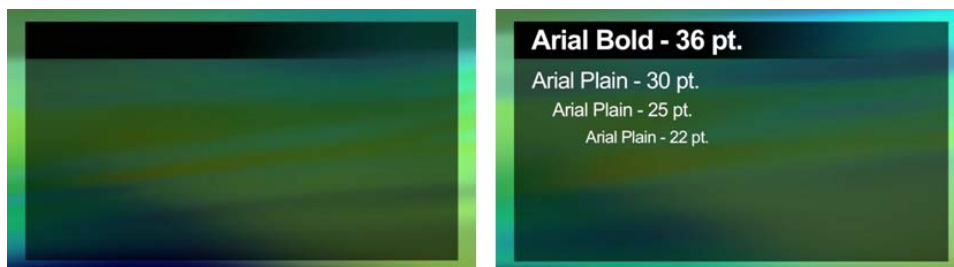 Arial Bold - 36 pt.
Arial Plain - 30 pt.
Arial Plain - 25 pt.
Arial Plain - 22 pt.